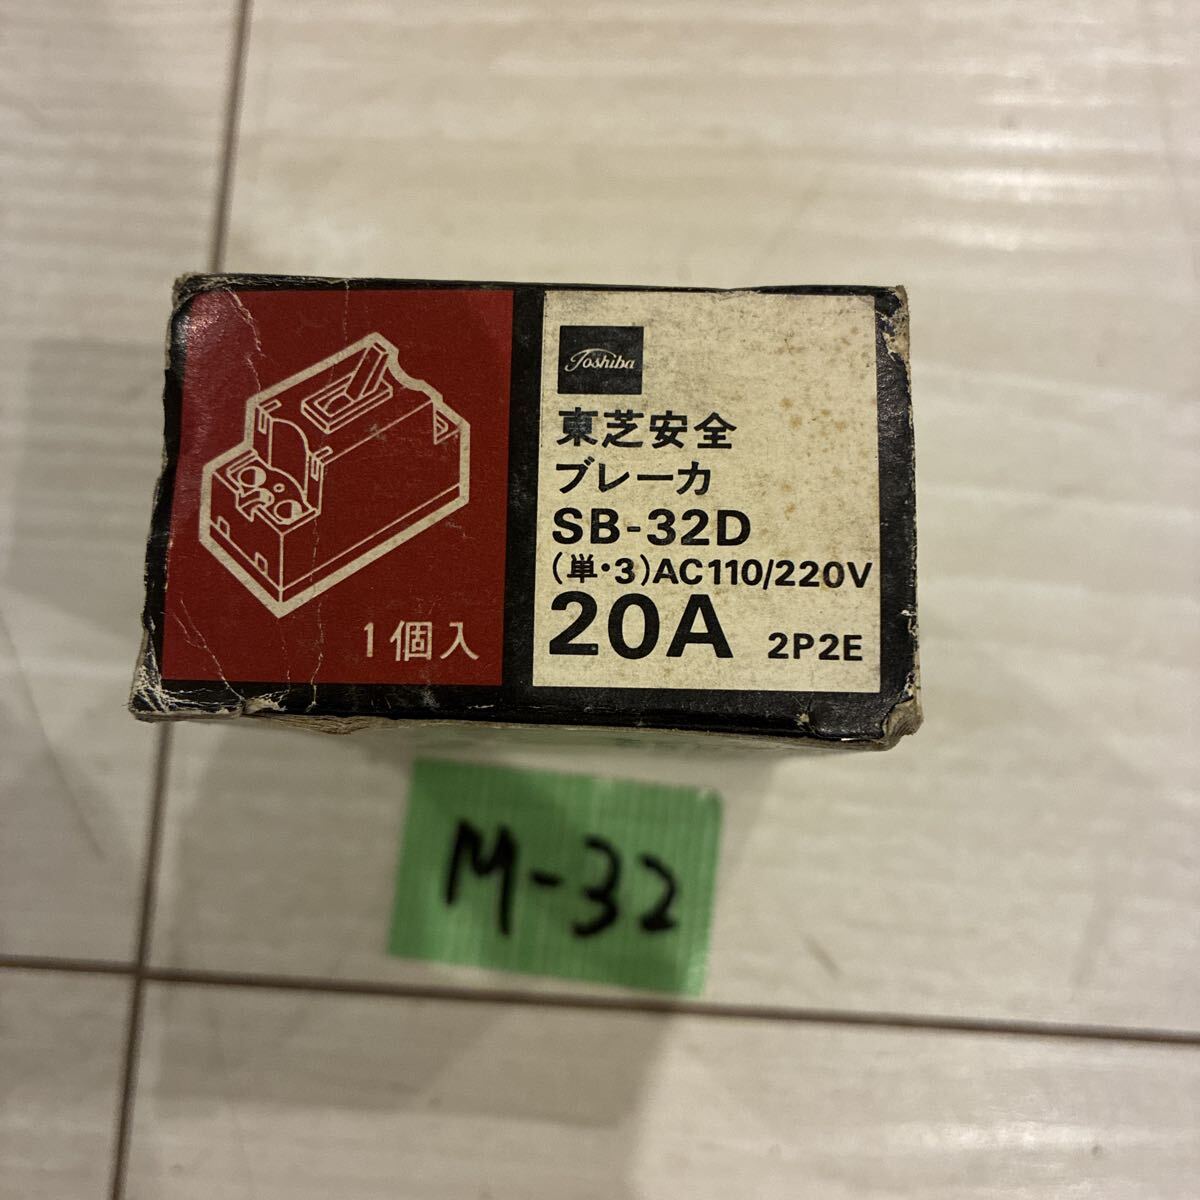 Toshiba
東芝安全
ブレーカ
SB-32D
(単・3)AC110/220V
20A 2P2E
1個入
M-32